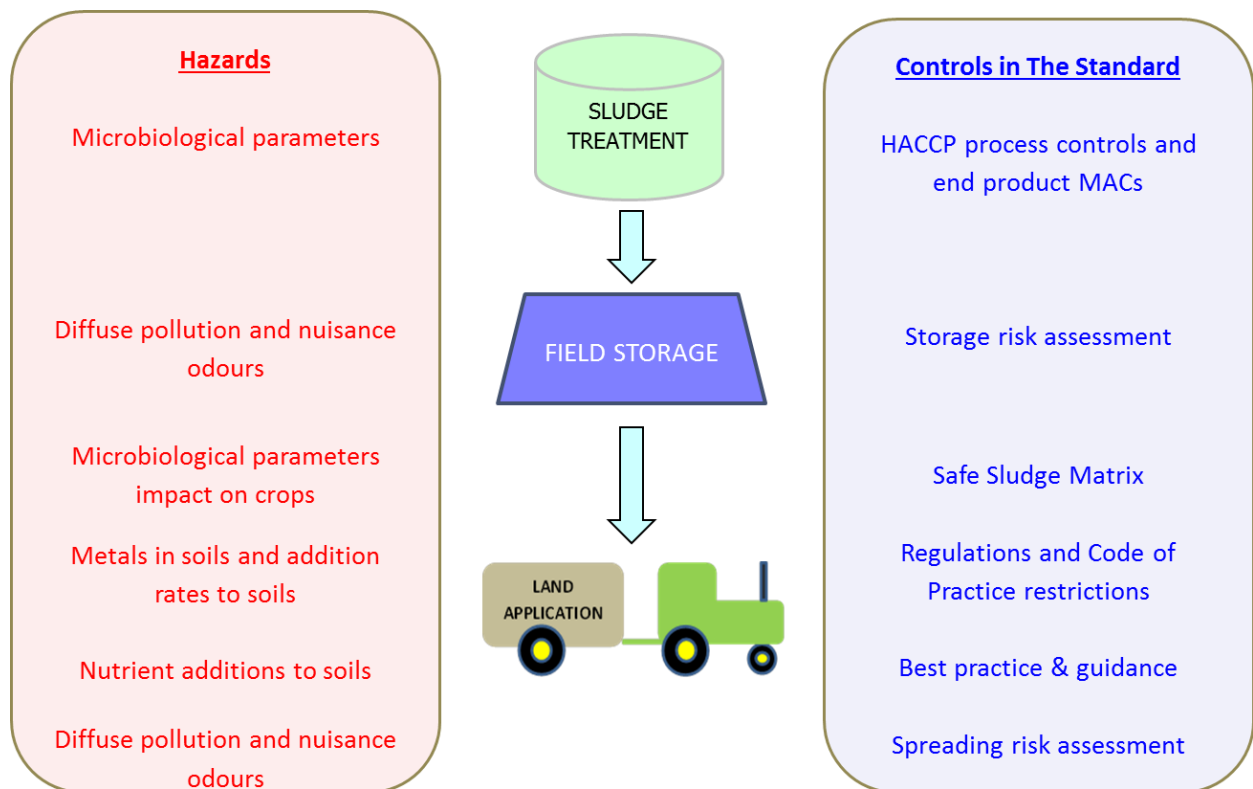 Hazards
Microbiological parameters
Diffuse pollution and nuisance
odours
Microbiological parameters
impact on crops
Metals in soils and addition
rates to soils
Nutrient additions to soils
Diffuse pollution and nuisance
odours
SLUDGE
TREATMENT
FIELD STORAGE
LAND
APPLICATION
Controls in The Standard
HACCP process controls and
end product MACs
Storage risk assessment
Safe Sludge Matrix
Regulations and Code of
Practice restrictions
Best practice & guidance
Spreading risk assessment